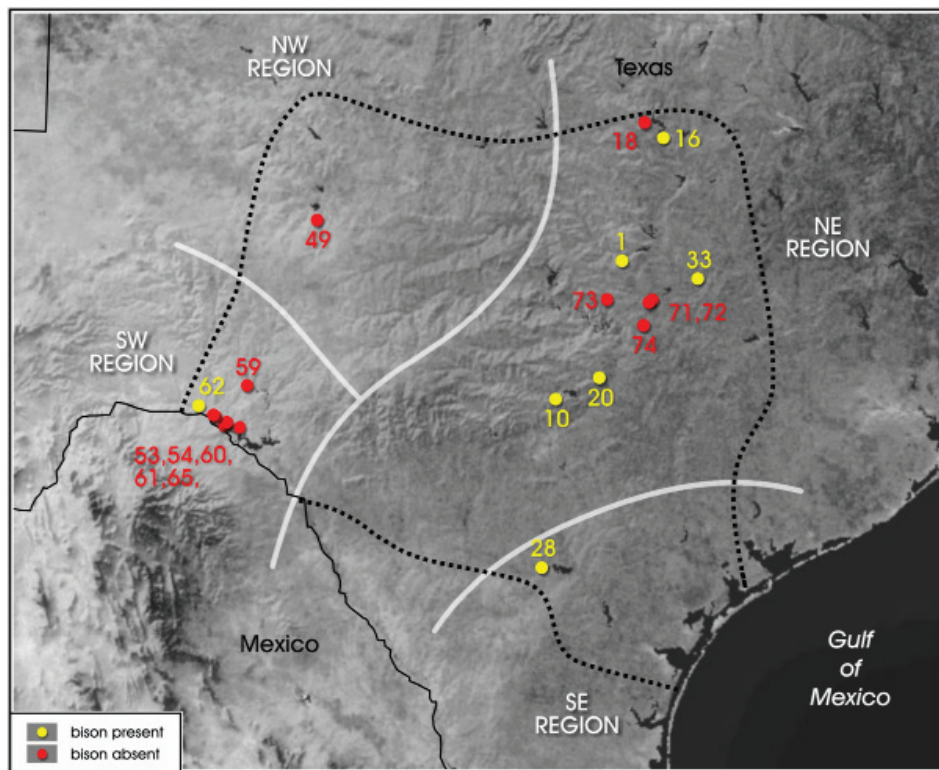 NW
REGION
Texas
18
16
49
NE
REGION
1
33
73
71,72
74
SW
REGION
59
62
20
10
53,54,60,
61,65,
28
Mexico
Gulf
of
Mexico
SE
REGION
bison present
bison absent